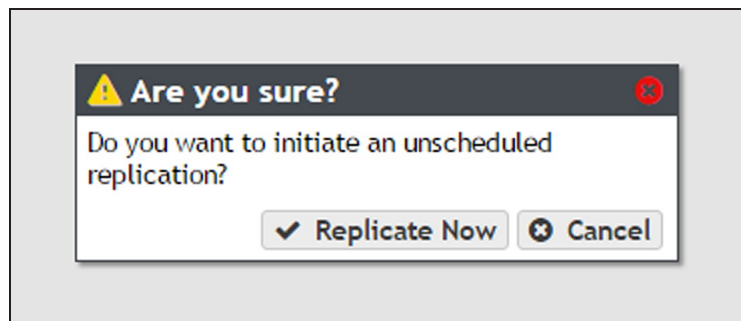 Are you sure?
Do you want to initiate an unscheduled
replication?
Replicate Now Cancel